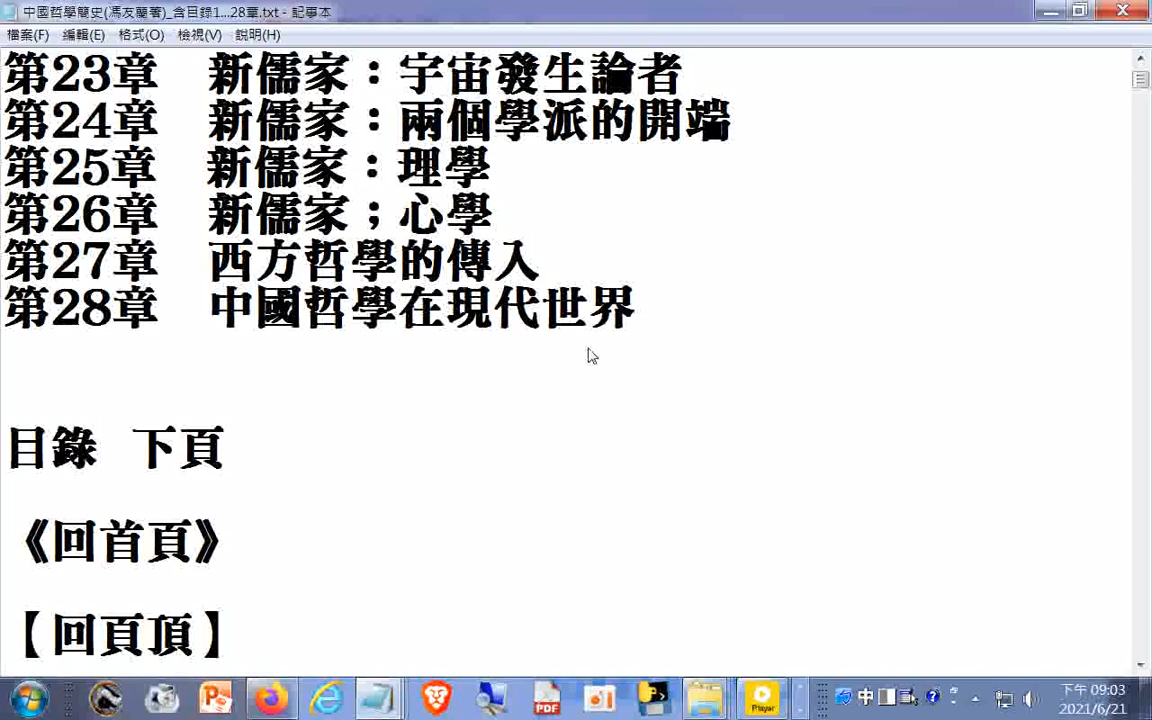 中國哲學簡史(馮友蘭著)_含目錄1...28章.txt - 記事本
檔案(F) 編輯(E) 格式(O) 檢視(V) 說明(H)
第23章 新儒家：宇宙發生論者
第24章 新儒家：兩個學派的開端
第25章 新儒家：理學
第26章 新儒家；心學
第27章 西方哲學的傳入
第28章 中國哲學在現代世界
目錄 下頁
《回首頁》
【回頁頂】
PDF
Player
中
下午 09:03
2021/6/21